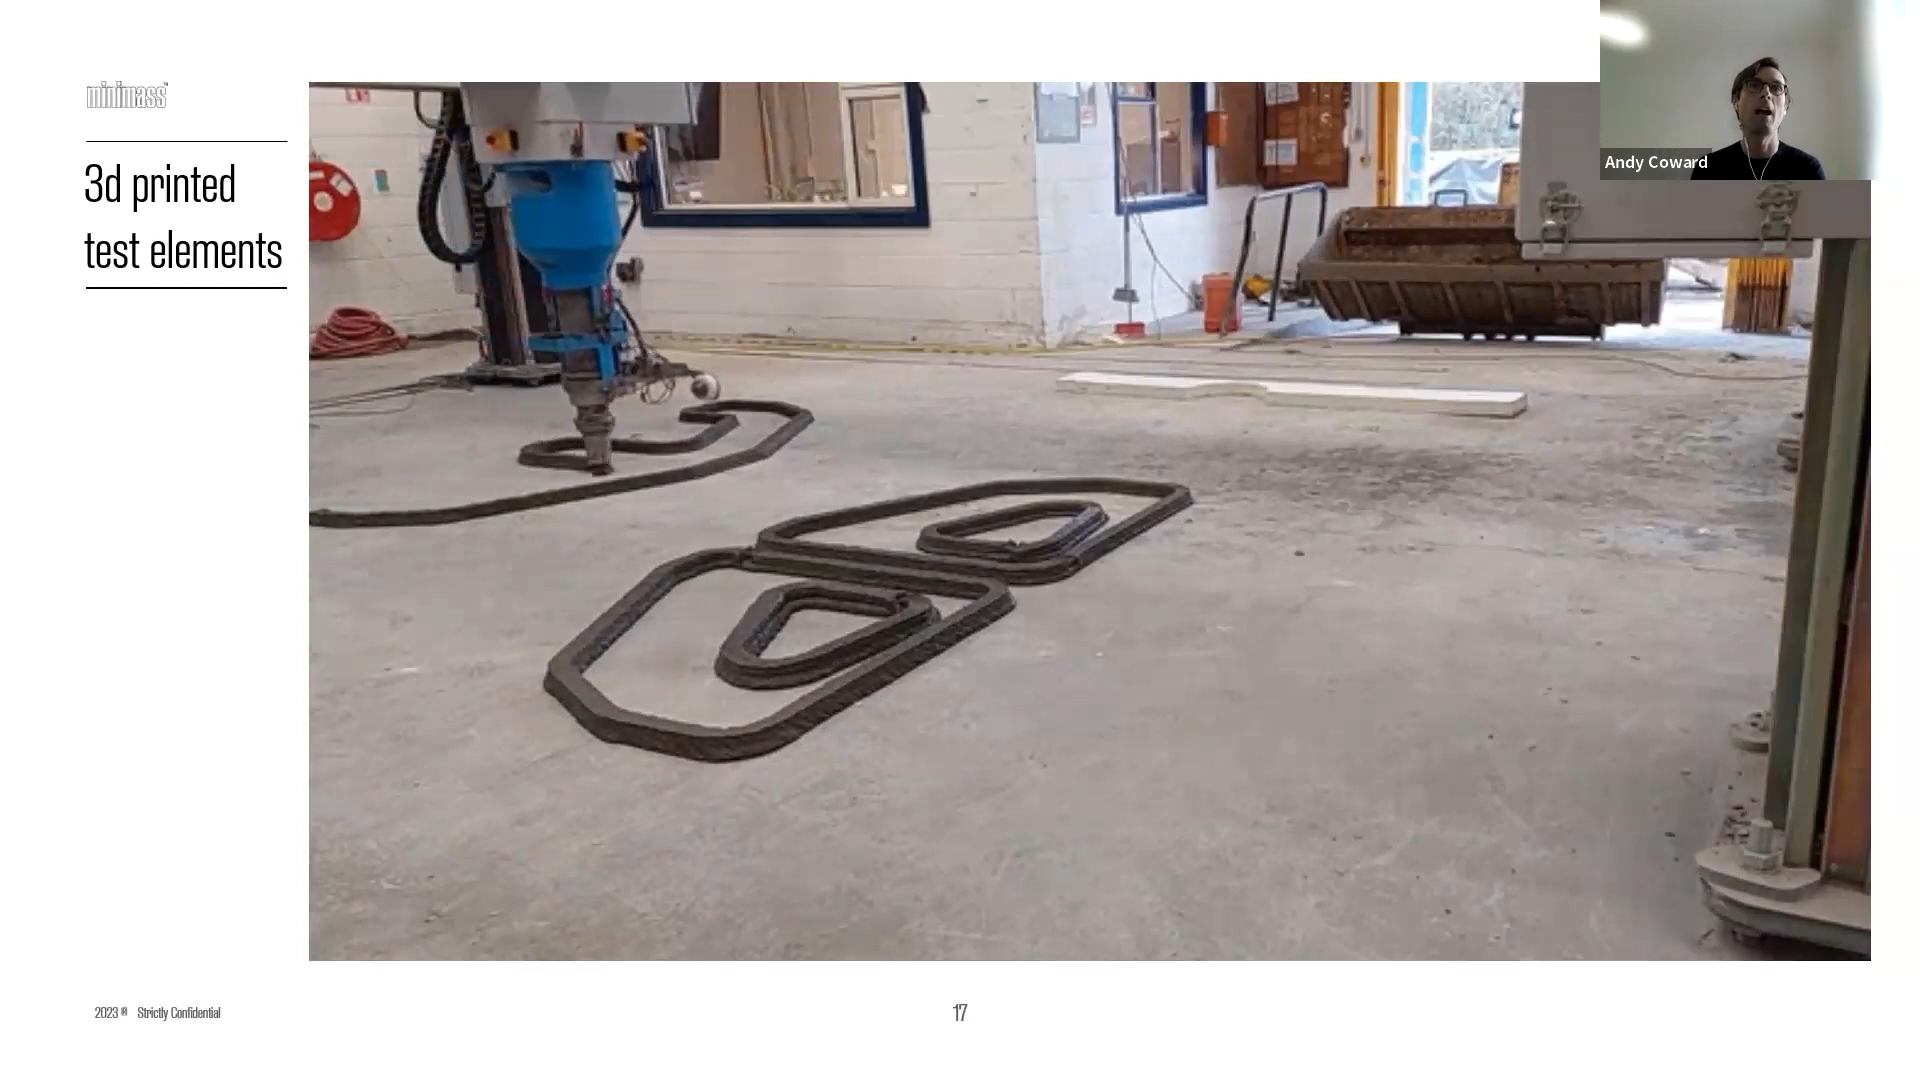 minimass
3d printed
test elements
Andy Coward
2023 ® Strictly Confidential
17